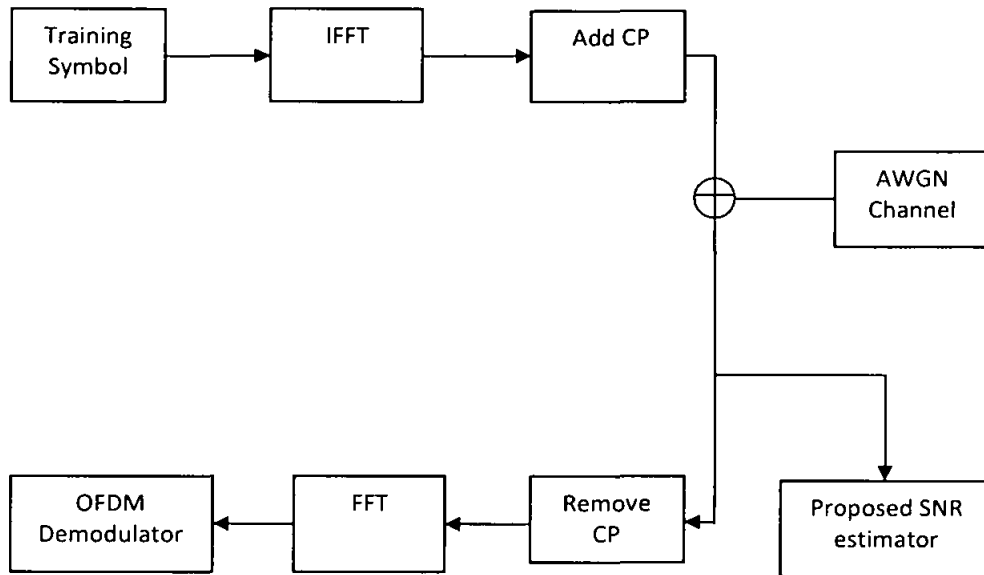 Training
Symbol
IFFT
Add CP
AWGN
Channel
OFDM
Demodulator
FFT
Remove
CP
Proposed SNR
estimator